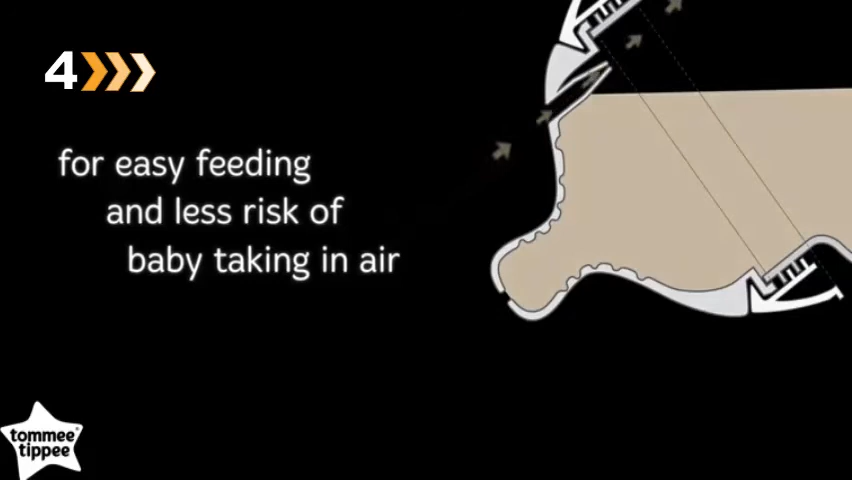 4
for easy feeding
and less risk of
baby taking in air
tommee
tippee